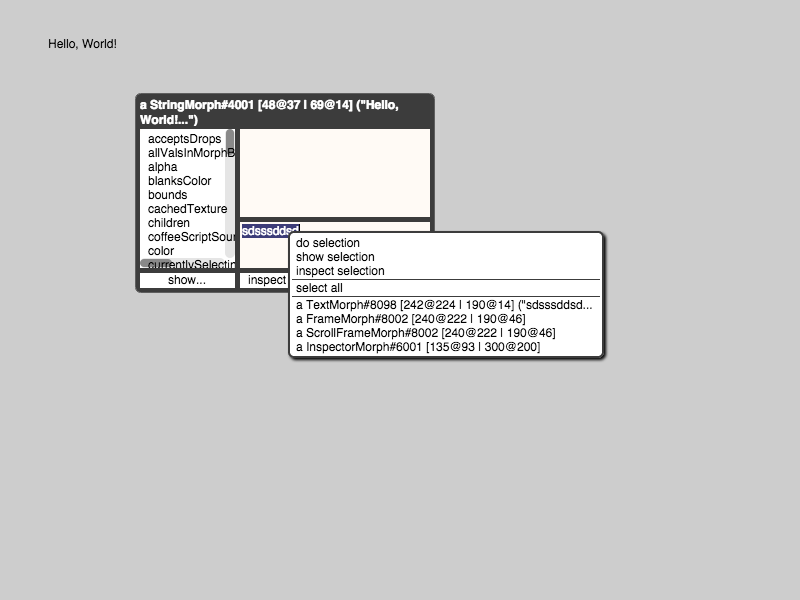 Hello, World!
a StringMorph#4001 [48@37 | 69@14] ("Hello,
World!...")
acceptsDrops
allValsInMorphB
alpha
blanksColor
bounds
cachedTexture
children
coffeeScriptSour
color
currentlySelectin
show...
sdsssddsd
inspect
do selection
show selection
inspect selection
select all
a TextMorph#8098 [242@224 | 190@14] ("sdsssddsd...
a FrameMorph#8002 [240@222 | 190@46]
a ScrollFrameMorph#8002 [240@222 | 190@46]
a InspectorMorph#6001 [135@93 | 300@200]